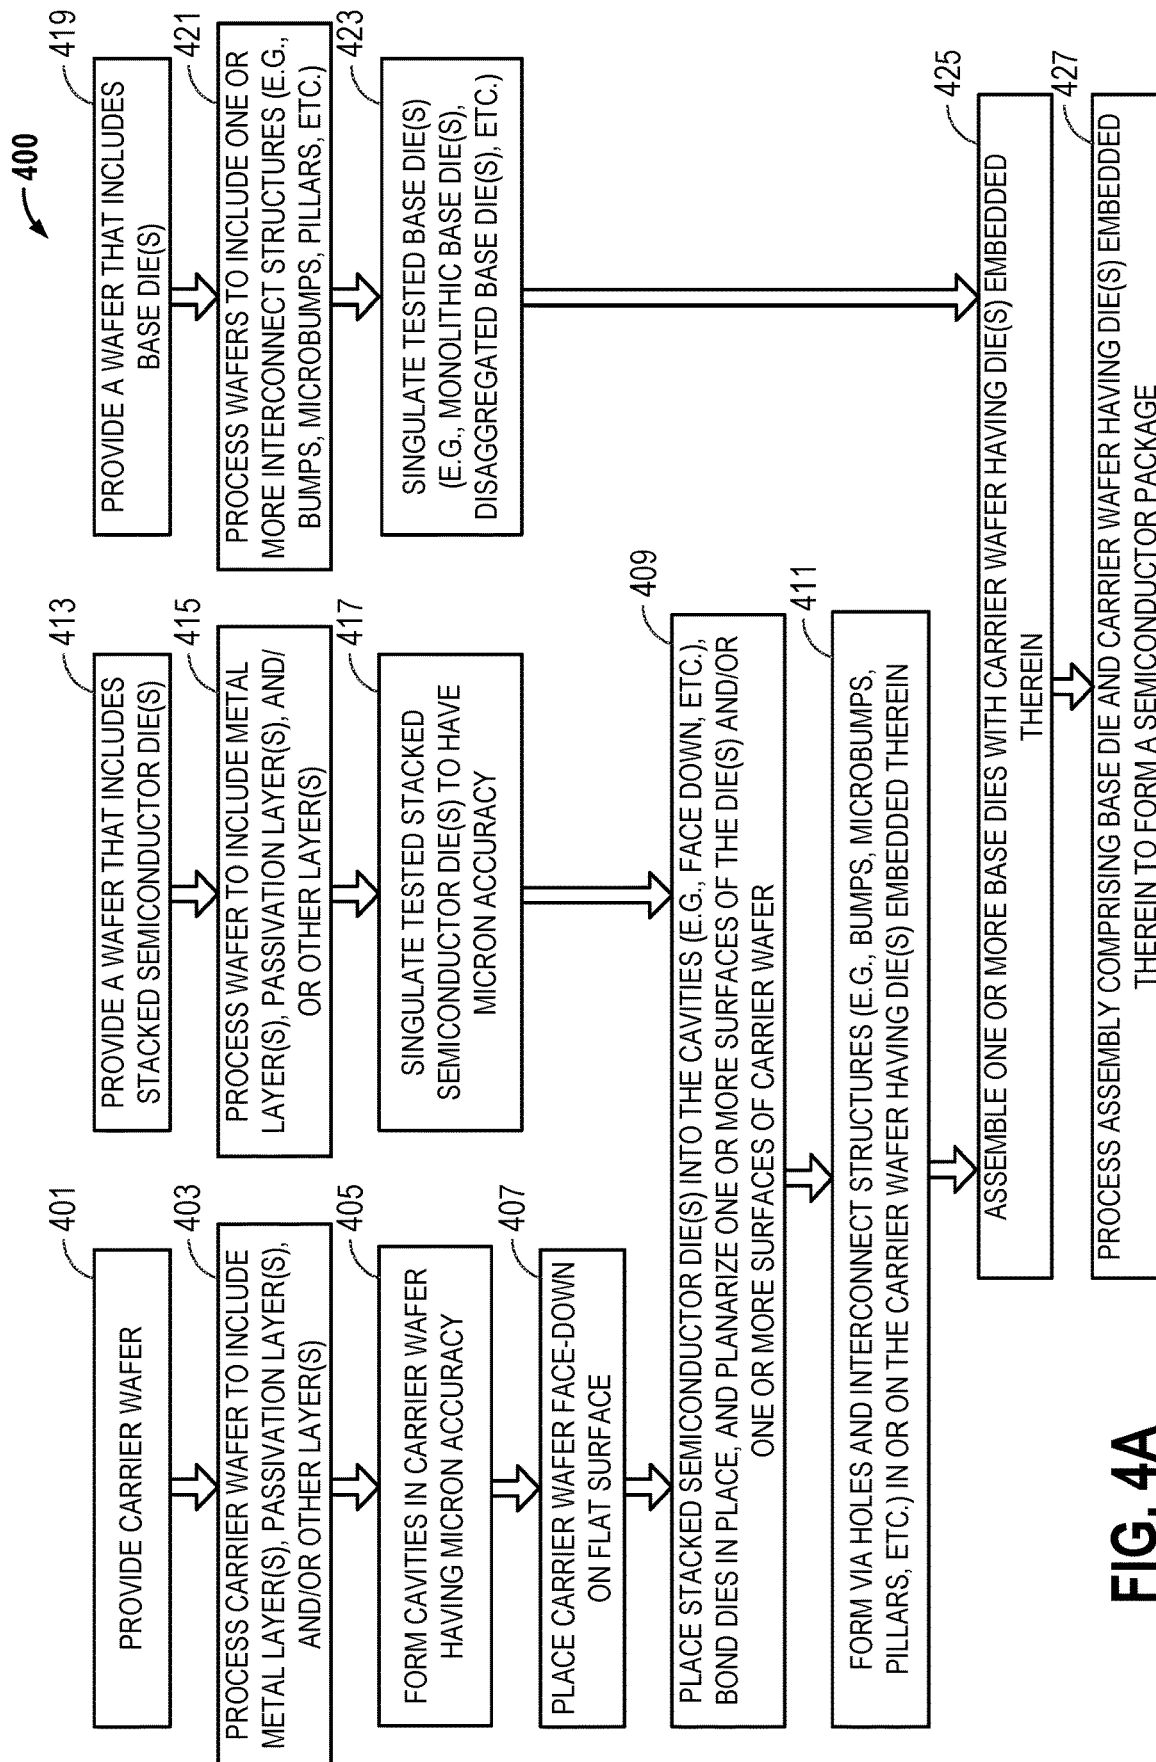 400
401
PROVIDE CARRIER WAFER
403
PROCESS CARRIER WAFER TO INCLUDE
METAL LAYER(S), PASSIVATION LAYER(S),
AND/OR OTHER LAYER(S)
405
FORM CAVITIES IN CARRIER WAFER
HAVING MICRON ACCURACY
407
PLACE CARRIER WAFER FACE-DOWN
ON FLAT SURFACE
413
PROVIDE A WAFER THAT INCLUDES
STACKED SEMICONDUCTOR DIE(S)
415
PROCESS WAFER TO INCLUDE METAL
LAYER(S), PASSIVATION LAYER(S), AND/
OR OTHER LAYER(S)
417
SINGULATE TESTED STACKED
SEMICONDUCTOR DIE(S) TO HAVE
MICRON ACCURACY
419
PROVIDE A WAFER THAT INCLUDES
BASE DIE(S)
421
PROCESS WAFERS TO INCLUDE ONE OR
MORE INTERCONNECT STRUCTURES (E.G.,
BUMPS, MICROBUMPS, PILLARS, ETC.)
423
SINGULATE TESTED BASE DIE(S)
(E.G., MONOLITHIC BASE DIE(S),
DISAGGREGATED BASE DIE(S), ETC.
409
PLACE STACKED SEMICONDUCTOR DIE(S) INTO THE CAVITIES (E.G., FACE DOWN, ETC.),
BOND DIES IN PLACE, AND PLANARIZE ONE OR MORE SURFACES OF THE DIE(S) AND/OR
ONE OR MORE SURFACES OF CARRIER WAFER
411
FORM VIA HOLES AND INTERCONNECT STRUCTURES (E.G., BUMPS, MICROBUMPS,
PILLARS, ETC.) IN OR ON THE CARRIER WAFER HAVING DIE(S) EMBEDDED THEREIN
425
ASSEMBLE ONE OR MORE BASE DIES WITH CARRIER WAFER HAVING DIE(S) EMBEDDED
THEREIN
427
PROCESS ASSEMBLY COMPRISING BASE DIE AND CARRIER WAFER HAVING DIE(S) EMBEDDED
THEREIN TO FORM A SEMICONDUCTOR PACKAGE
FIG. 4A